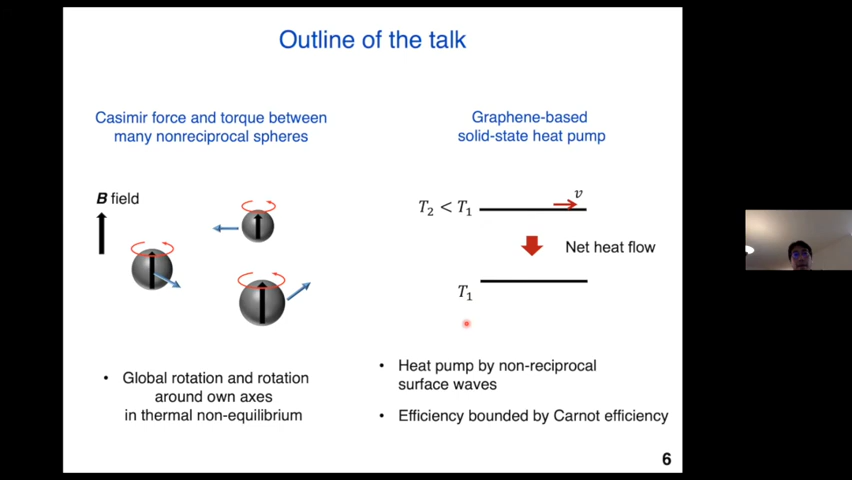 Outline of the talk
Casimir force and torque between
many nonreciprocal spheres
B field
• Global rotation and rotation
around own axes
in thermal non-equilibrium
Graphene-based
solid-state heat pump
v
T₂ < T₁
Net heat flow
T₁
• Heat pump by non-reciprocal
surface waves
• Efficiency bounded by Carnot efficiency
6